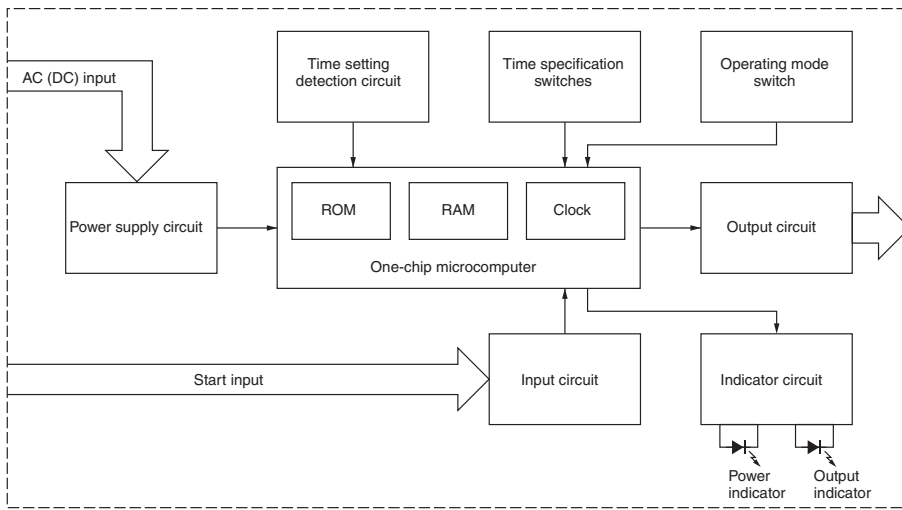 AC (DC) input
Time setting
detection circuit
Time specification
switches
Operating mode
switch
Power supply circuit
ROM
RAM
Clock
One-chip microcomputer
Output circuit
Start input
Input circuit
Indicator circuit
Power
indicator
Output
indicator